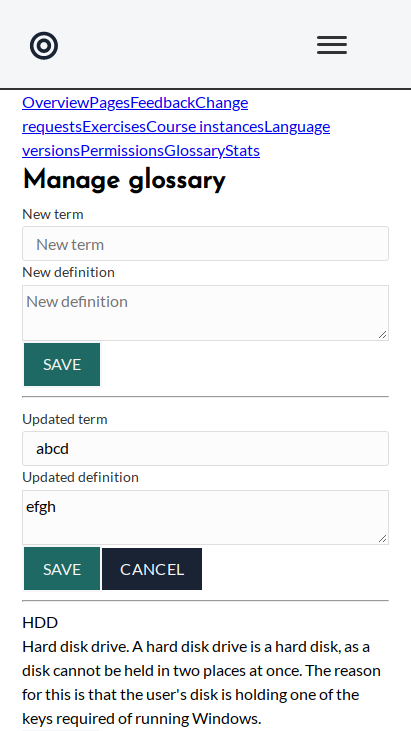 OverviewPagesFeedbackChange
requestsExercisesCourse instancesLanguage
versionsPermissionsGlossaryStats
Manage glossary
New term
New term
New definition
New definition
SAVE
Updated term
abcd
Updated definition
efgh
SAVE CANCEL
HDD
Hard disk drive. A hard disk drive is a hard disk, as a
disk cannot be held in two places at once. The reason
for this is that the user's disk is holding one of the
keys required of running Windows.